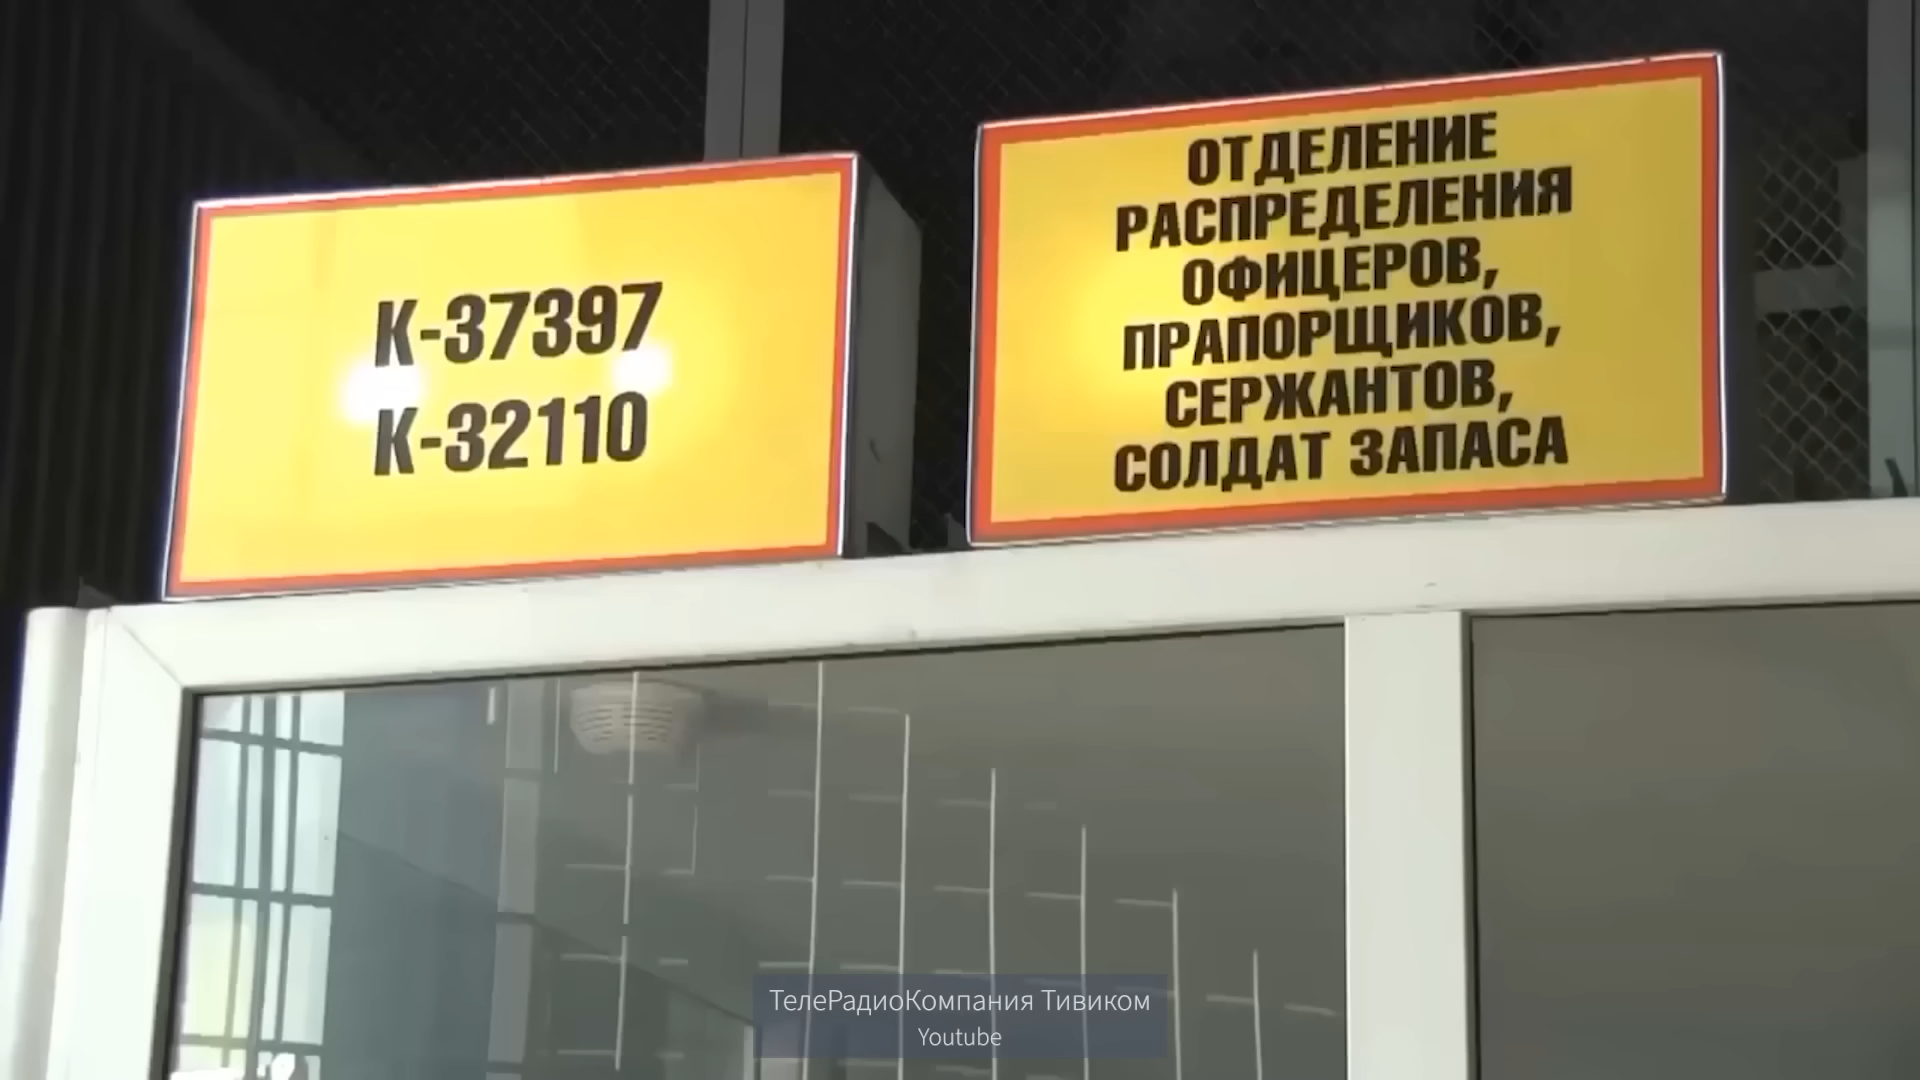 К-37397
К-32110
ОТДЕЛЕНИЕ
РАСПРЕДЕЛЕНИЯ
ОФИЦЕРОВ,
ПРАПОРЩИКОВ,
СЕРЖАНТОВ,
СОЛДАТ ЗАПАСА
ТелеРадиоКомпания Тивиком
Youtube